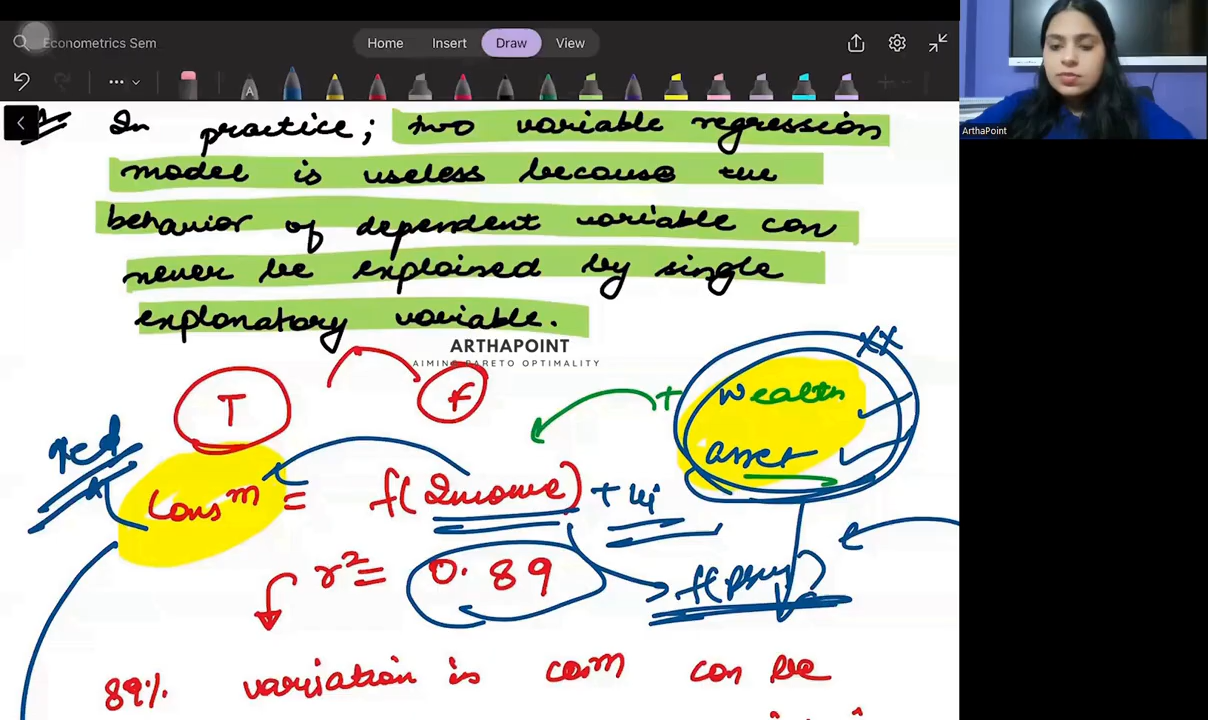 Econometrics Sem
Home Insert Draw View
In practice; two variable regression
model is useless because the
behavior of dependent variable can
never be explained by single
explanatory variable.
ARTHAPOINT
AIMING PARETO OPTIMALITY
XX
T
+ Wealth
asset
Consm = f(Income) + ui
r² = 0.89
89% variation is consm can be
ArthaPoint